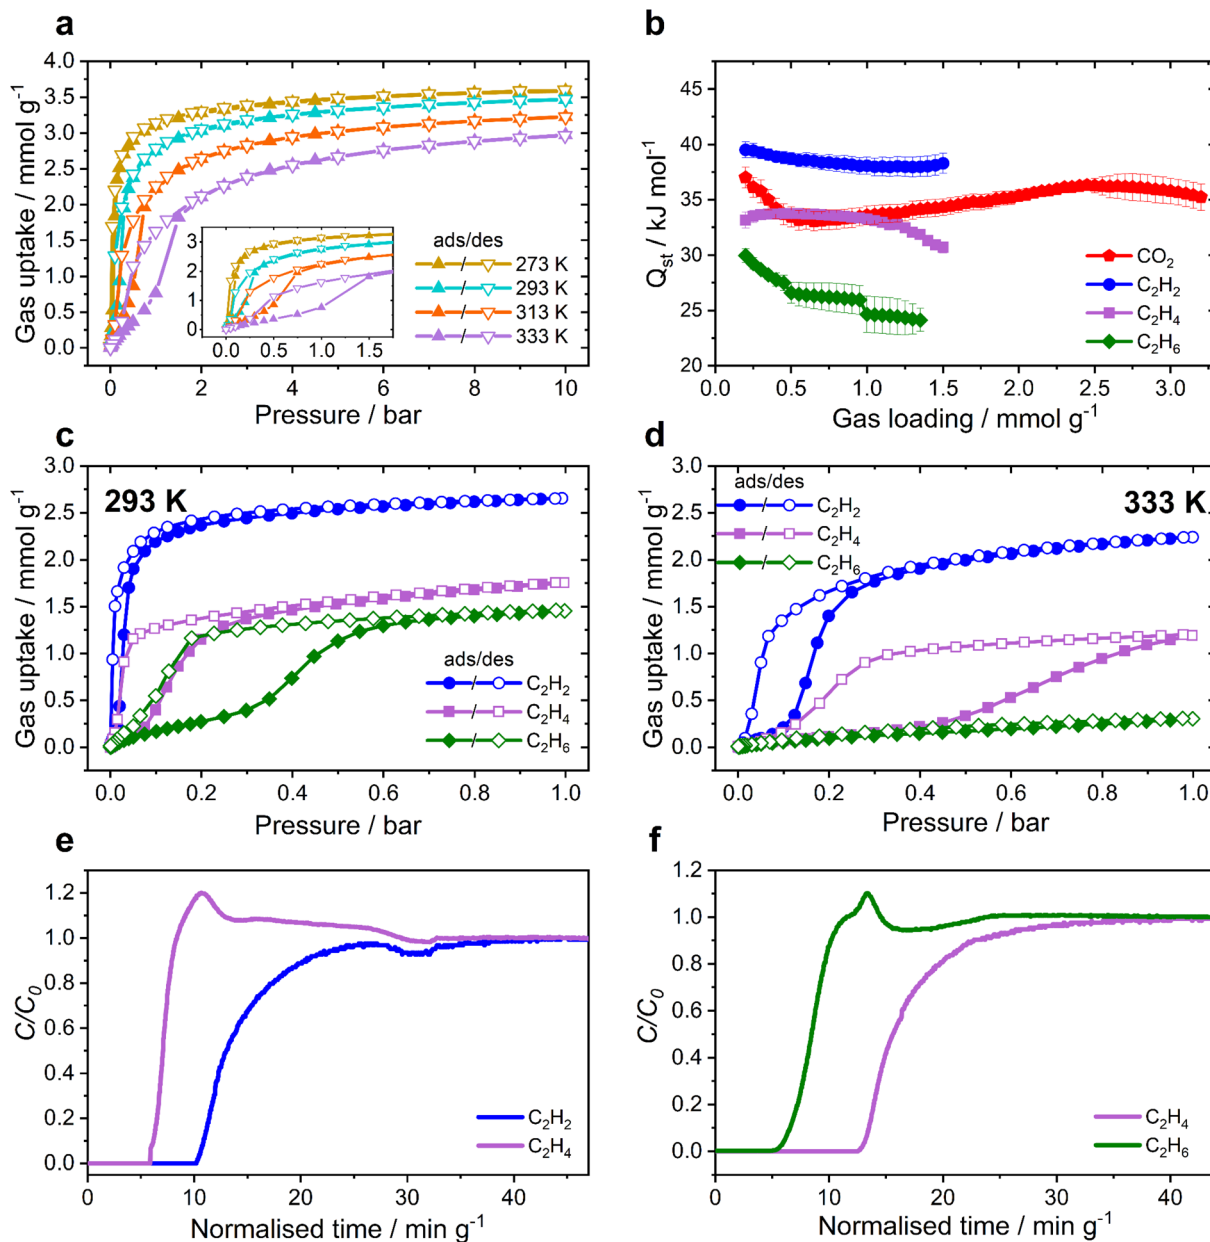 a
Gas uptake / mmol g⁻¹
4.0
3.5
3.0
2.5
2.0
1.5
1.0
0.5
0.0
ads/des
273 K
293 K
313 K
333 K
3
2
1
0
0.0 0.5 1.0 1.5
0 2 4 6 8 10
Pressure / bar
b
Qst / kJ mol⁻¹
45
40
35
30
25
20
CO₂
C₂H₂
C₂H₄
C₂H₆
0.0 0.5 1.0 1.5 2.0 2.5 3.0
Gas loading / mmol g⁻¹
c
293 K
Gas uptake / mmol g⁻¹
3.0
2.5
2.0
1.5
1.0
0.5
0.0
ads/des
C₂H₂
C₂H₄
C₂H₆
0.0 0.2 0.4 0.6 0.8 1.0
Pressure / bar
d
333 K
Gas uptake / mmol g⁻¹
3.0
2.5
2.0
1.5
1.0
0.5
0.0
ads/des
C₂H₂
C₂H₄
C₂H₆
0.0 0.2 0.4 0.6 0.8 1.0
Pressure / bar
e
C/C₀
1.2
1.0
0.8
0.6
0.4
0.2
0.0
C₂H₂
C₂H₄
0 10 20 30 40
Normalised time / min g⁻¹
f
C/C₀
1.2
1.0
0.8
0.6
0.4
0.2
0.0
C₂H₄
C₂H₆
0 10 20 30 40
Normalised time / min g⁻¹